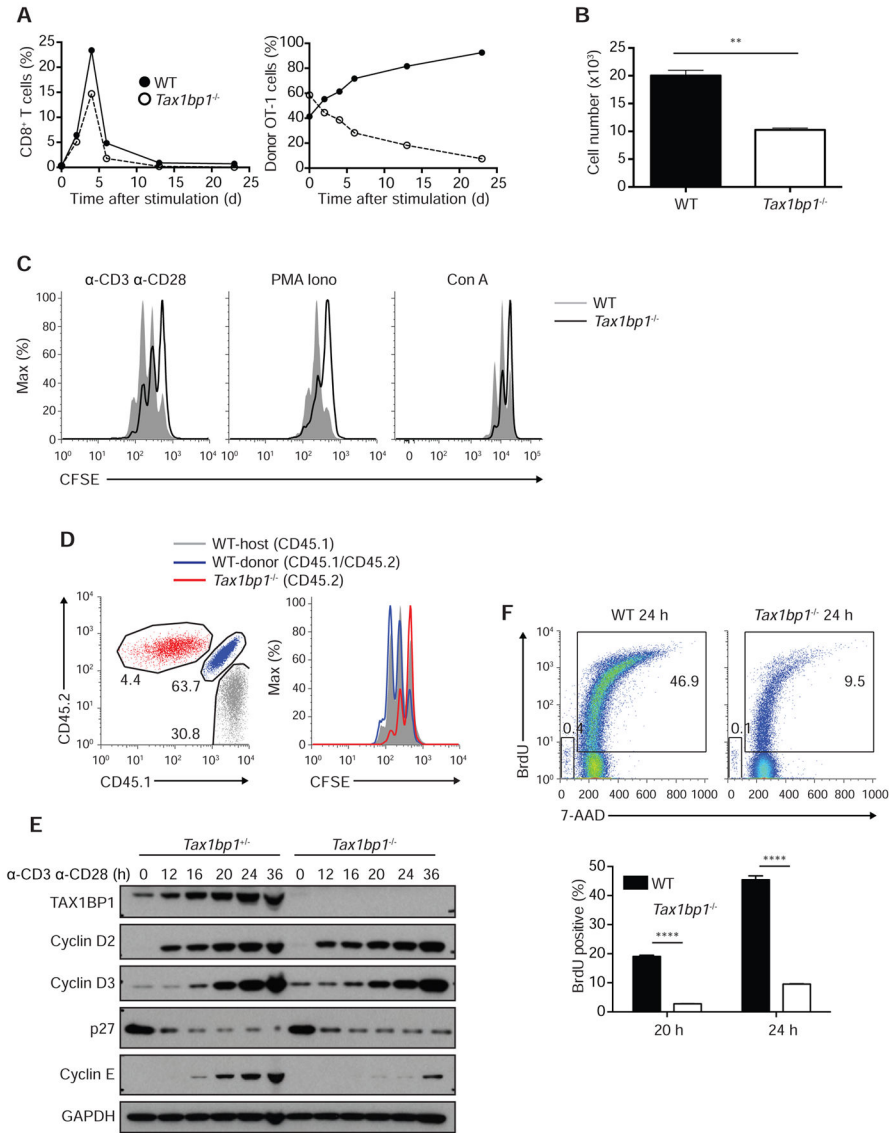 A
CD8⁺ T cells (%)
25
20
15
10
5
0
0 5 10 15 20 25
Time after stimulation (d)
WT
Tax1bp1⁻/⁻
Donor OT-1 cells (%)
100
80
60
40
20
0
0 5 10 15 20 25
Time after stimulation (d)
B
**
Cell number (x10³)
25
20
15
10
5
0
WT Tax1bp1⁻/⁻
C
α-CD3 α-CD28 PMA Iono Con A
WT
Tax1bp1⁻/⁻
Max (%)
100
80
60
40
20
0
10⁰ 10¹ 10² 10³ 10⁴ 10⁰ 10¹ 10² 10³ 10⁴ 0 10² 10³ 10⁴ 10⁵
CFSE
D
WT-host (CD45.1)
WT-donor (CD45.1/CD45.2)
Tax1bp1⁻/⁻ (CD45.2)
CD45.2
10⁴
10³
10²
10¹
10⁰
4.4
63.7
30.8
10⁰ 10¹ 10² 10³ 10⁴
CD45.1
Max (%)
100
80
60
40
20
0
10⁰ 10¹ 10² 10³ 10⁴
CFSE
E
Tax1bp1⁺/⁻ Tax1bp1⁻/⁻
α-CD3 α-CD28 (h) 0 12 16 20 24 36 0 12 16 20 24 36
TAX1BP1
Cyclin D2
Cyclin D3
p27
Cyclin E
GAPDH
F
WT 24 h Tax1bp1⁻/⁻ 24 h
BrdU
10⁴
10³
10²
10¹
10⁰
46.9
0.4
9.5
0.1
0 200 400 600 800 1000 0 200 400 600 800 1000
7-AAD
BrdU positive (%)
50
40
30
20
10
0
WT
Tax1bp1⁻/⁻
****
****
20 h 24 h